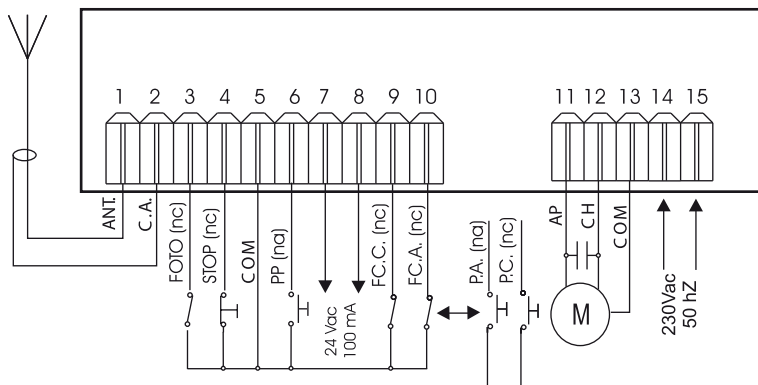 1 2 3 4 5 6 7 8 9 10
11 12 13 14 15
ANT.
C.A.
FOTO (nc)
STOP (nc)
COM
PP (na)
24 Vac
100 mA
FC.C. (nc)
FC.A. (nc)
P.A. (na)
P.C. (nc)
AP
CH
COM
230Vac
50 hZ
M